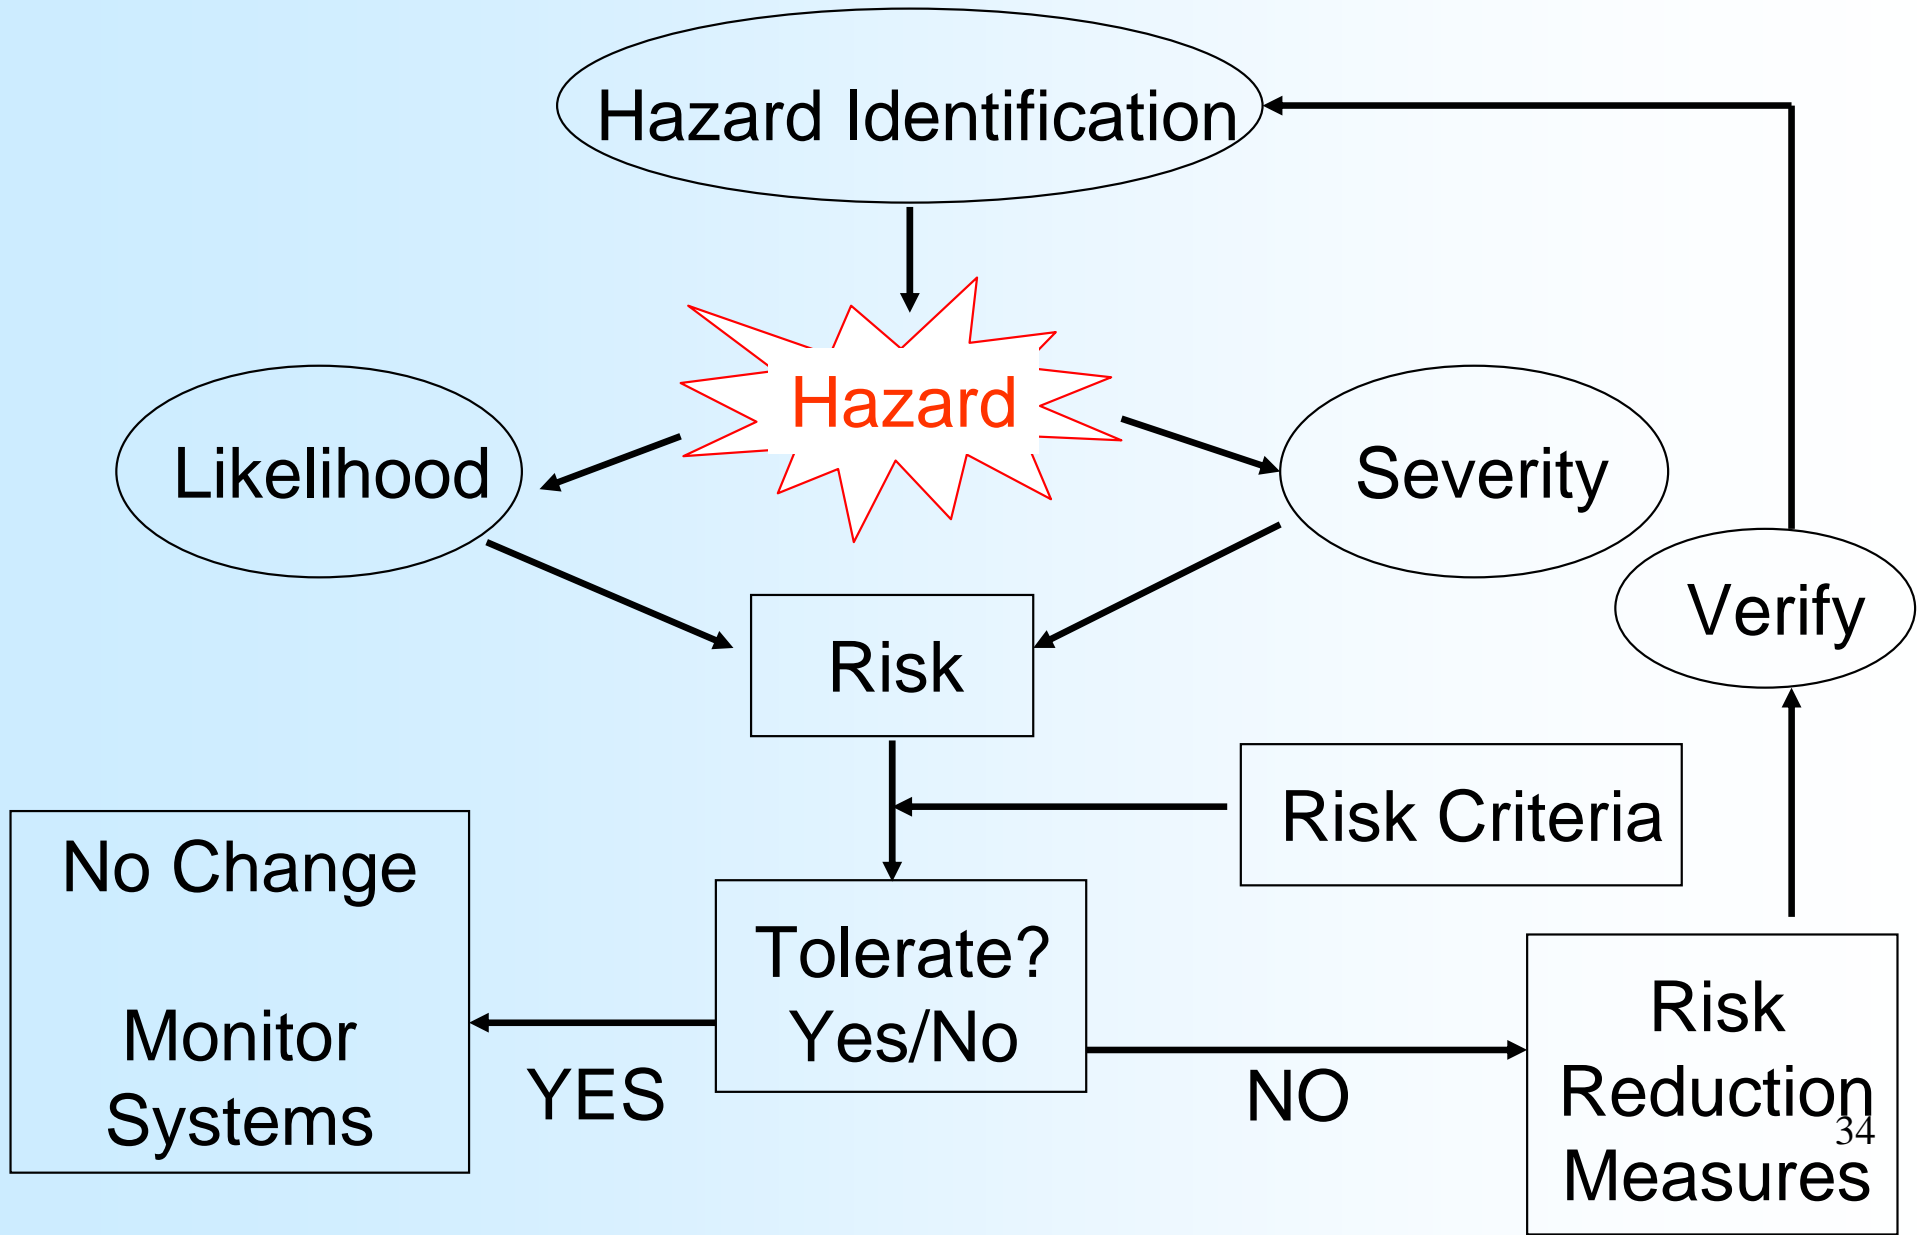 Hazard Identification
Hazard
Likelihood
Severity
Verify
Risk
Risk Criteria
No Change
Monitor
Systems
YES
Tolerate?
Yes/No
NO
Risk
Reduction
Measures
34